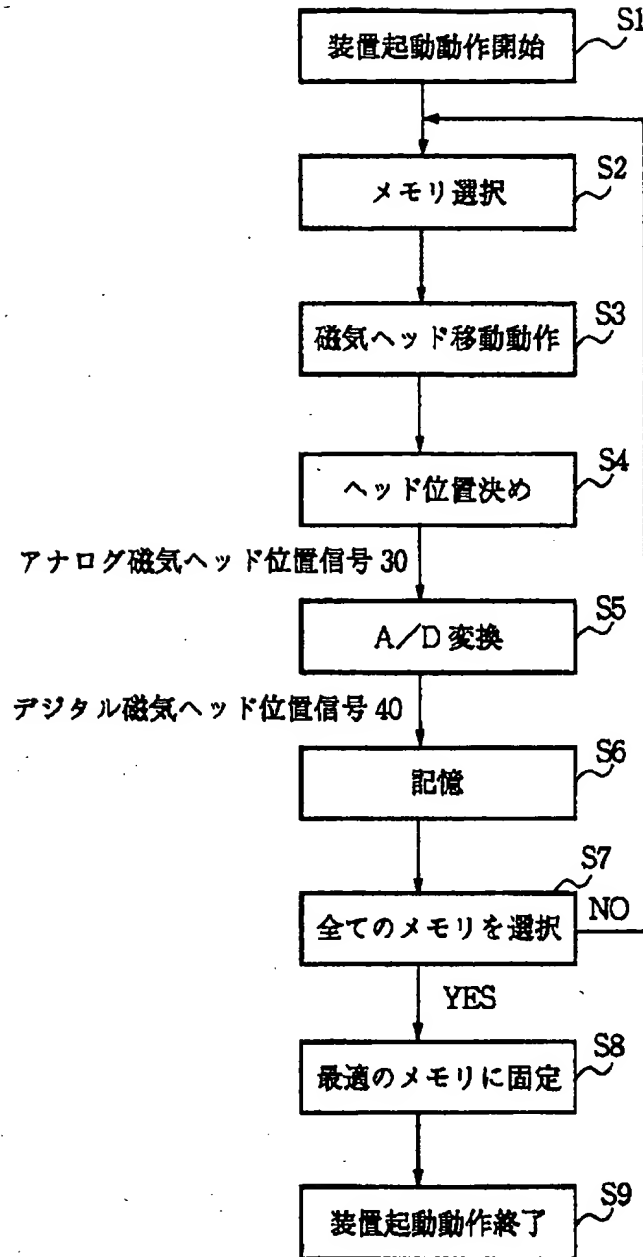 装置起動動作開始 S1
メモリ選択 S2
磁気ヘッド移動動作 S3
ヘッド位置決め S4
アナログ磁気ヘッド位置信号 30
A／D 変換 S5
デジタル磁気ヘッド位置信号 40
記憶 S6
S7
全てのメモリを選択 NO
YES
最適のメモリに固定 S8
装置起動動作終了 S9